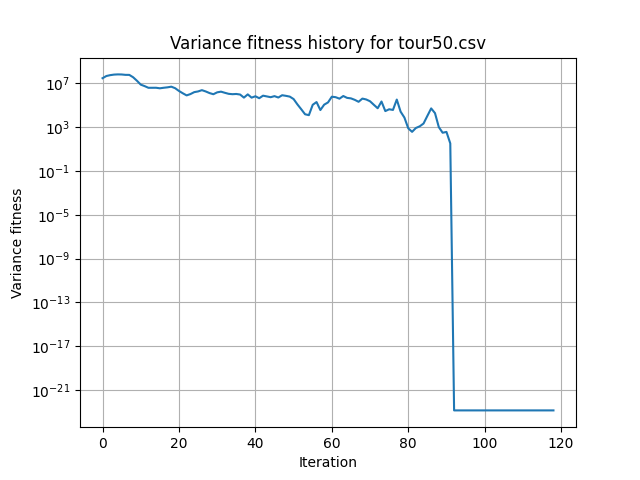 Variance fitness history for tour50.csv
Variance fitness
10^7
10^3
10^−1
10^−5
10^−9
10^−13
10^−17
10^−21
0 20 40 60 80 100 120
Iteration